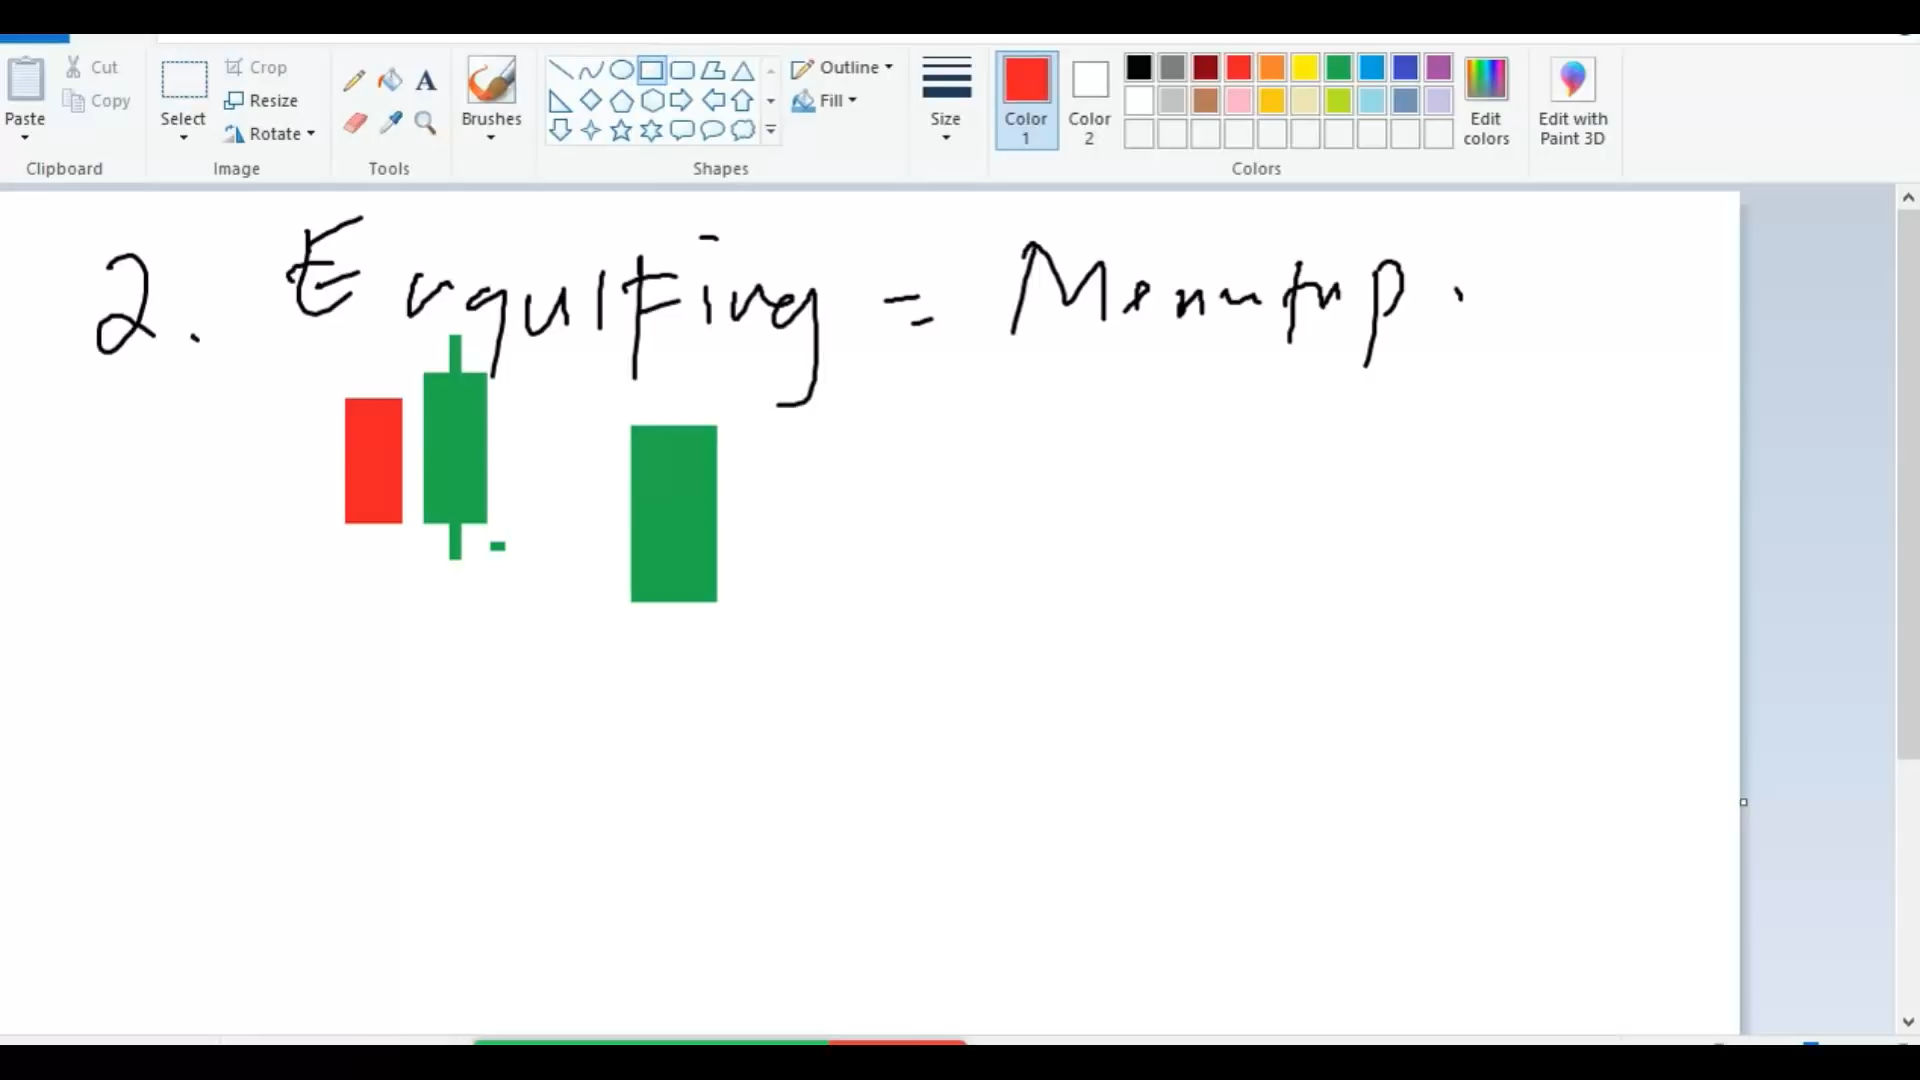 Cut
Copy
Paste
Clipboard
Crop
Resize
Rotate
Select
Image
A
Tools
Brushes
Outline
Fill
Shapes
Size
Color 1
Color 2
Edit colors
Colors
Edit with Paint 3D
2. Engulfing = Menutup.